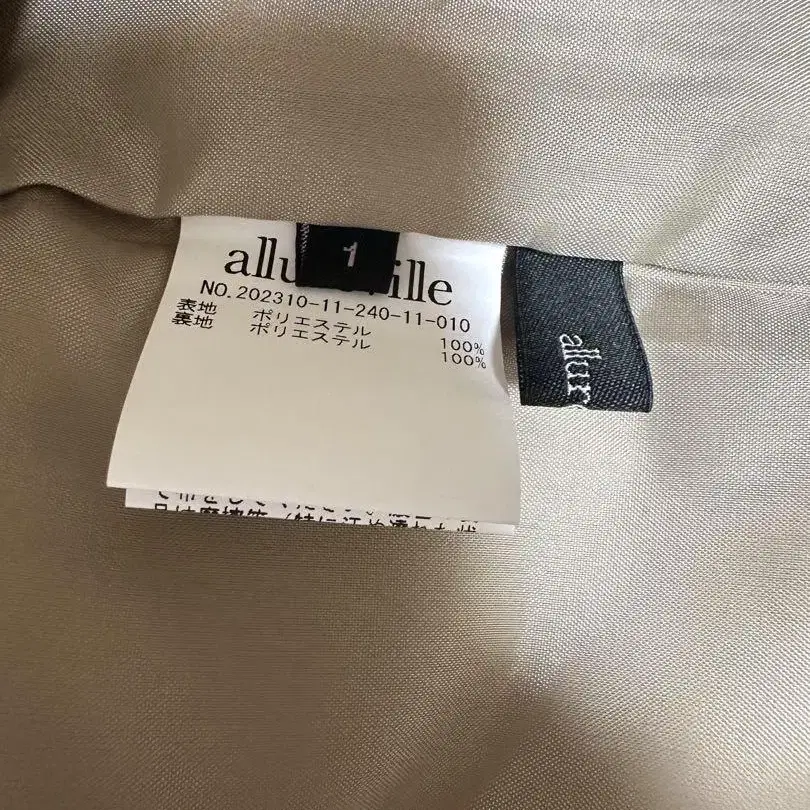 allu ille
1
NO.202310-11-240-11-010
表地 ポリエステル 100%
裏地 ポリエステル 100%
allur